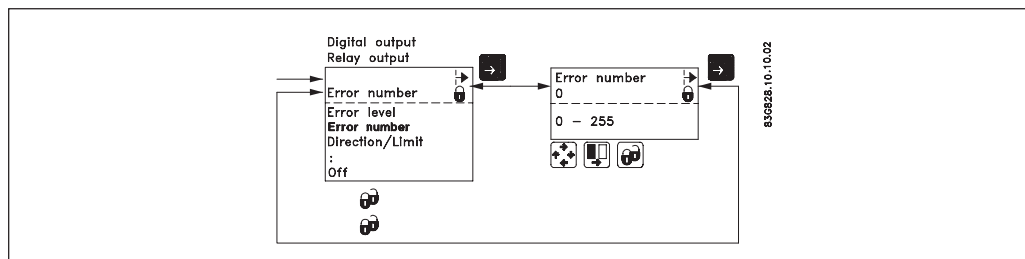 Digital output
Relay output
Error number
Error level
Error number
Direction/Limit
:
Off
Error number
0
0 – 255
83G828.10.10.02